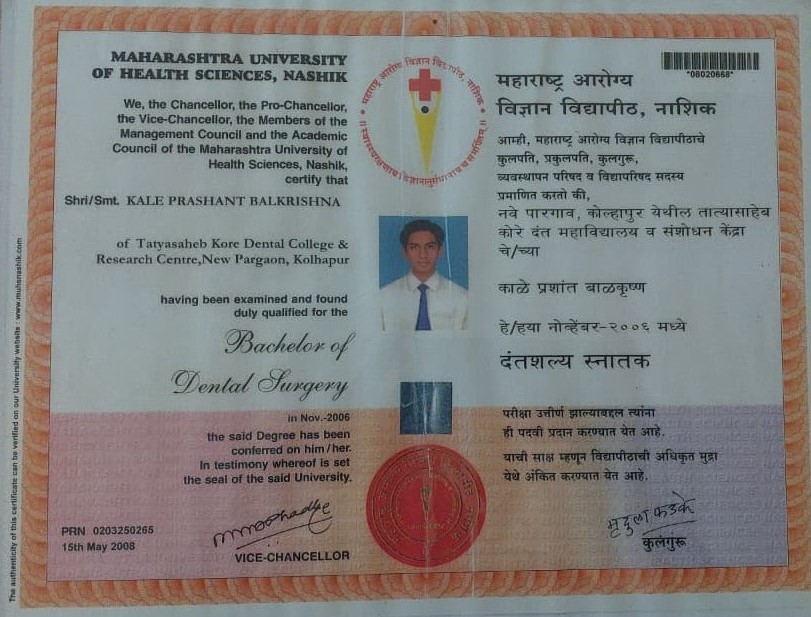 MAHARASHTRA UNIVERSITY
OF HEALTH SCIENCES, NASHIK
We, the Chancellor, the Pro-Chancellor,
the Vice-Chancellor, the Members of the
Management Council and the Academic
Council of the Maharashtra University of
Health Sciences, Nashik,
certify that
Shri/Smt. KALE PRASHANT BALKRISHNA
of Tatyasaheb Kore Dental College &
Research Centre,New Pargaon, Kolhapur
having been examined and found
duly qualified for the
Bachelor of
Dental Surgery
in Nov.-2006
the said Degree has been
conferred on him / her.
In testimony whereof is set
the seal of the said University.
PRN 0203250265
15th May 2008
VICE-CHANCELLOR
The authenticity of this certificate can be verified on our University website : www.muhsnashik.com
महाराष्ट्र आरोग्य विज्ञान विद्यापीठ, नाशिक
*08020668*
महाराष्ट्र आरोग्य
विज्ञान विद्यापीठ, नाशिक
आम्ही, महाराष्ट्र आरोग्य विज्ञान विद्यापीठाचे
कुलपति, प्रकुलपति, कुलगुरू,
व्यवस्थापन परिषद व विद्यापरिषद सदस्य
प्रमाणित करतो की,
नवे पारगाव, कोल्हापुर येथील तात्यासाहेब
कोरे दंत महाविद्यालय व संशोधन केंद्रा
चे/च्या
काळे प्रशांत बाळकृष्ण
हे/हया नोव्हेंबर-२००६ मध्ये
दंतशल्य स्नातक
परीक्षा उत्तीर्ण झाल्याबद्दल त्यांना
ही पदवी प्रदान करण्यात येत आहे.
याची साक्ष म्हणून विद्यापीठाची अधिकृत मुद्रा
येथे अंकित करण्यात येत आहे.
मृदुला फडके
कुलगुरू